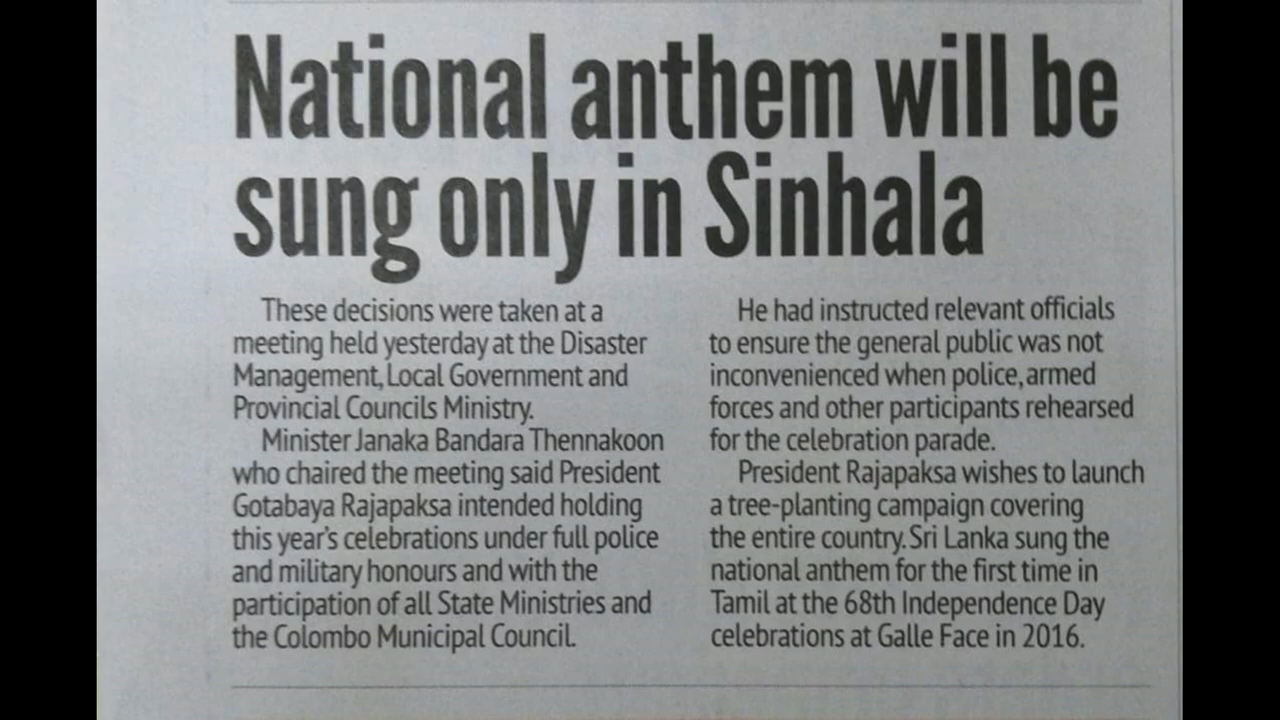 National anthem will be
sung only in Sinhala
These decisions were taken at a
meeting held yesterday at the Disaster
Management, Local Government and
Provincial Councils Ministry.
Minister Janaka Bandara Thennakoon
who chaired the meeting said President
Gotabaya Rajapaksa intended holding
this year's celebrations under full police
and military honours and with the
participation of all State Ministries and
the Colombo Municipal Council.
He had instructed relevant officials
to ensure the general public was not
inconvenienced when police, armed
forces and other participants rehearsed
for the celebration parade.
President Rajapaksa wishes to launch
a tree-planting campaign covering
the entire country. Sri Lanka sung the
national anthem for the first time in
Tamil at the 68th Independence Day
celebrations at Galle Face in 2016.